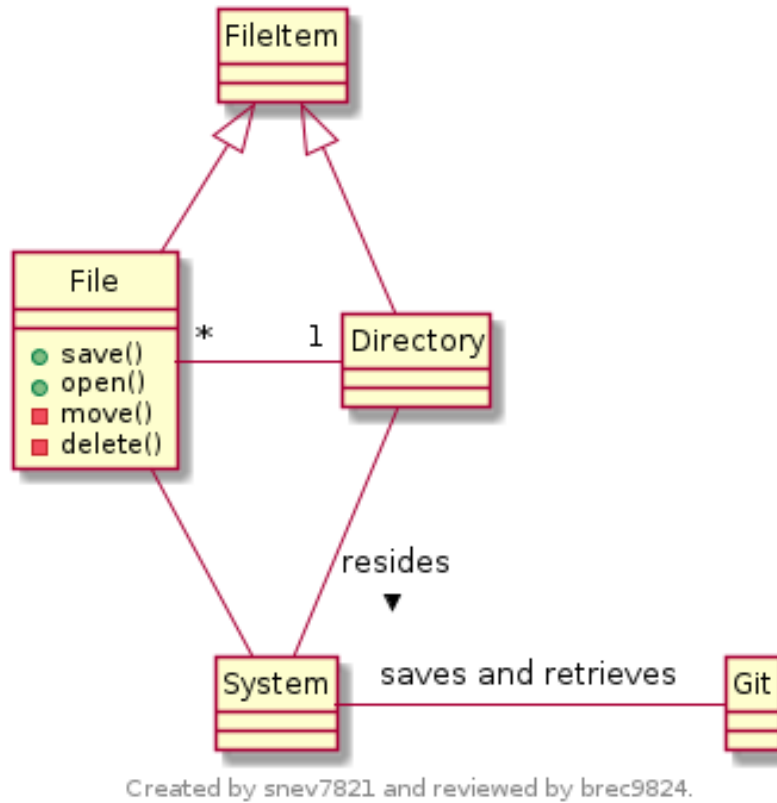 FileItem
File
save()
open()
move()
delete()
* 1
Directory
resides
▼
System
saves and retrieves
Git
Created by snev7821 and reviewed by brec9824.